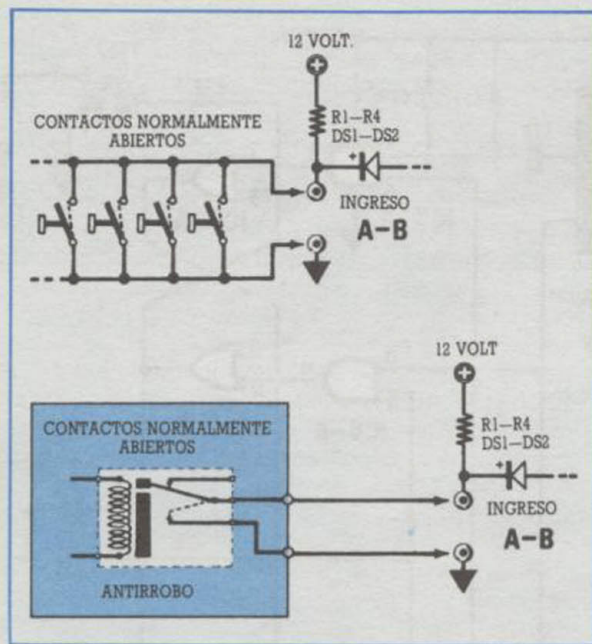 12 VOLT.
R1–R4
DS1–DS2
CONTACTOS NORMALMENTE
ABIERTOS
INGRESO
A-B
12 VOLT
R1–R4
DS1–DS2
CONTACTOS NORMALMENTE
ABIERTOS
INGRESO
A-B
ANTIRROBO